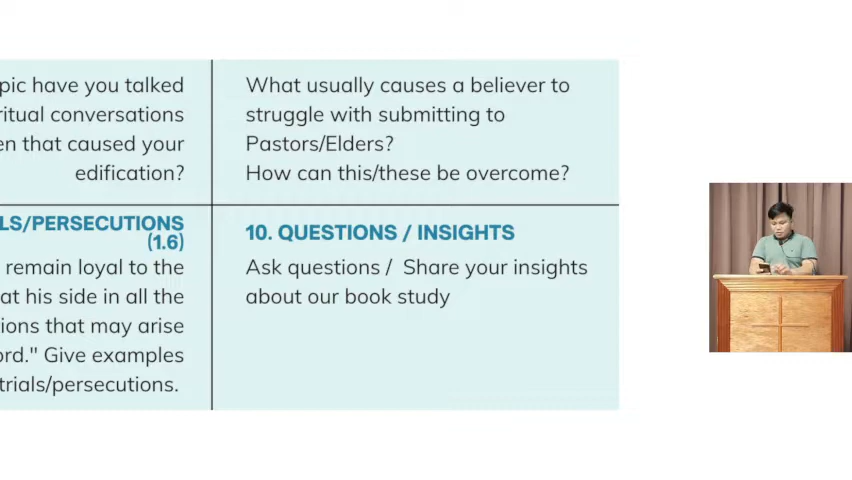 pic have you talked
ritual conversations
en that caused your
edification?
What usually causes a believer to
struggle with submitting to
Pastors/Elders?
How can this/these be overcome?
LS/PERSECUTIONS
(1.6)
remain loyal to the
at his side in all the
tions that may arise
ord." Give examples
trials/persecutions.
10. QUESTIONS / INSIGHTS
Ask questions /  Share your insights
about our book study